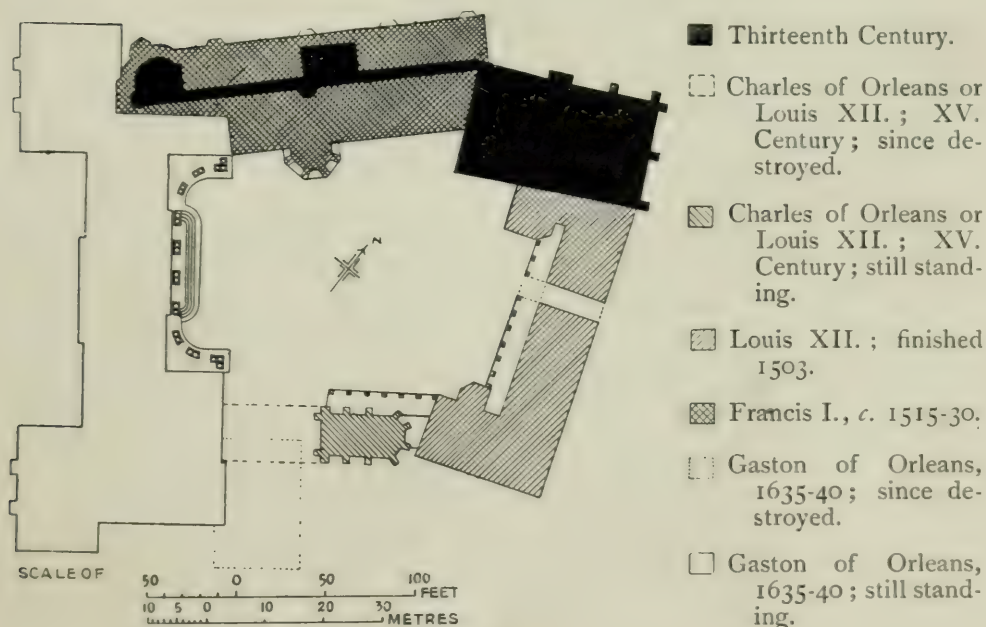 Thirteenth Century.
Charles of Orleans or
Louis XII. ; XV.
Century ; since de-
stroyed.
Charles of Orleans or
Louis XII. ; XV.
Century ; still stand-
ing.
Louis XII. ; finished
1503.
Francis I., c. 1515-30.
Gaston of Orleans,
1635-40 ; since de-
stroyed.
Gaston of Orleans,
1635-40 ; still stand-
ing.
N
SCALE OF
50 0 50 100
FEET
10 5 0 10 20 30
METRES